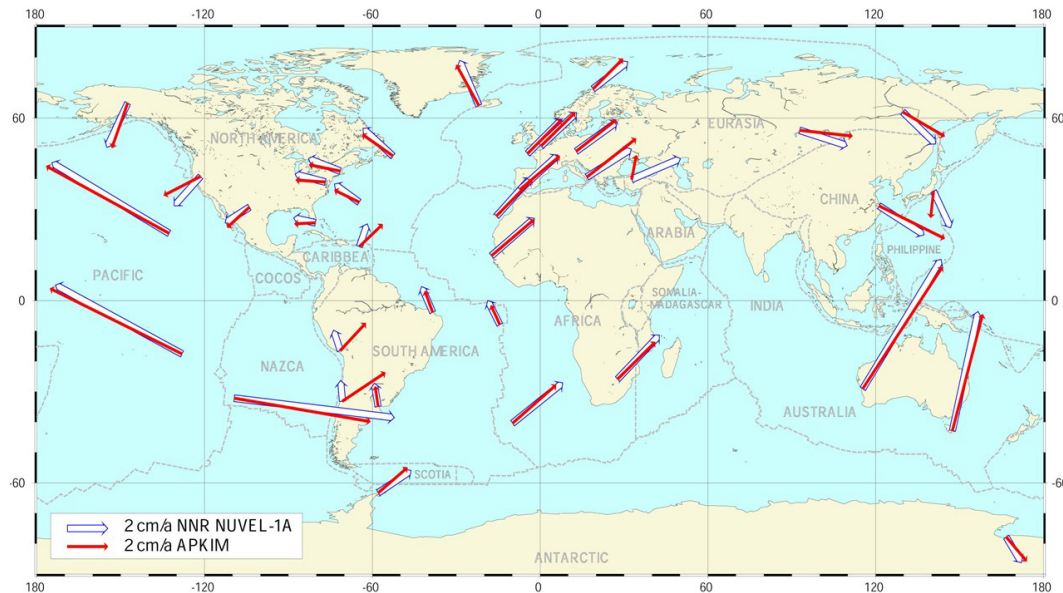 180 -120 -60 0 60 120 180
60 60
NORTH AMERICA
EURASIA
CHINA
ARABIA
PHILIPPINE
CARIBBEA
PACIFIC
COCOS
0 0
SOMALIA-
MADAGASCAR
INDIA
AFRICA
SOUTH AMERICA
NAZCA
AUSTRALIA
SCOTIA
-60 -6
2 cm/a NNR NUVEL-1A
2 cm/a APKIM
ANTARCTIC
180 -120 -60 0 60 120 180